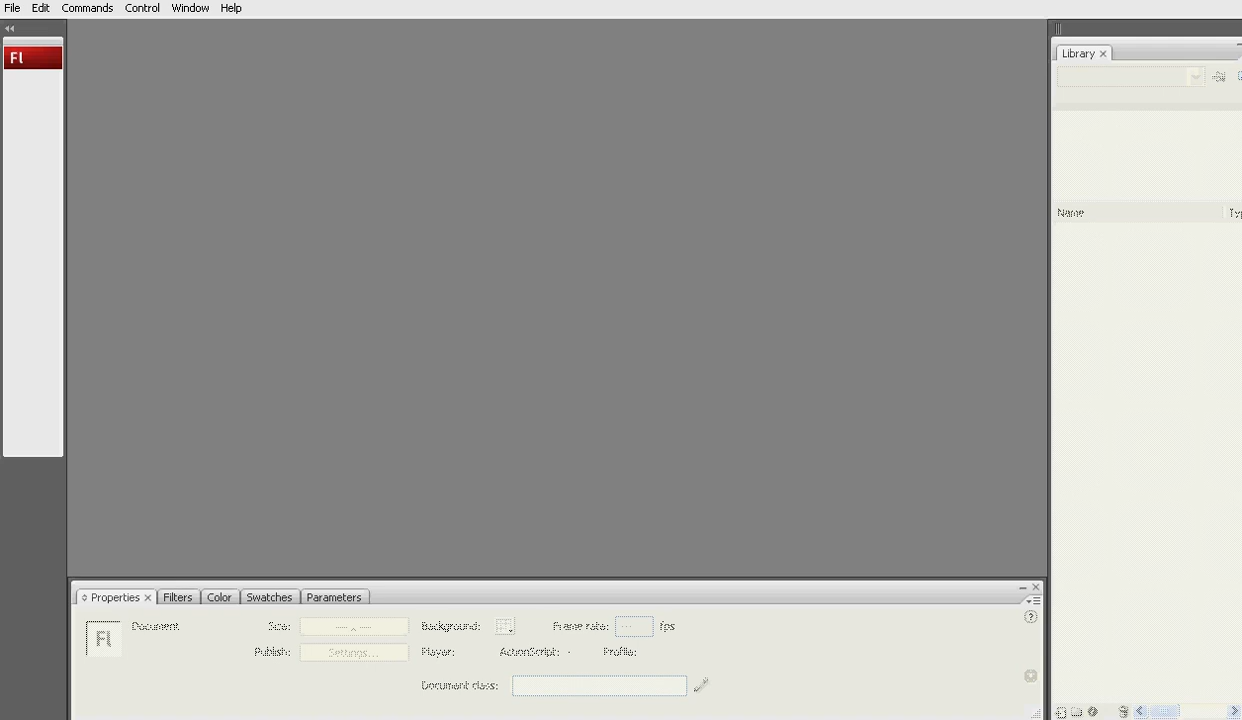 File Edit Commands Control Window Help
Fl
Library
Name
Properties Filters Color Swatches Parameters
Fl Document Size: Background: Frame rate: fps
Publish: Settings... Player: ActionScript: Profile:
Document class: